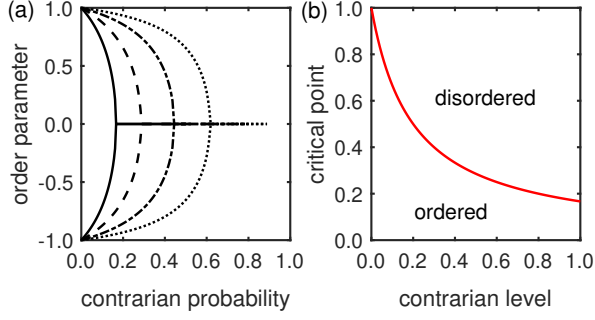 (a)
order parameter
1.0
0.5
0.0
-0.5
-1.0
0.0 0.2 0.4 0.6 0.8 1.0
contrarian probability
(b)
critical point
1.0
0.8
0.6
0.4
0.2
0.0
disordered
ordered
0.0 0.2 0.4 0.6 0.8 1.0
contrarian level